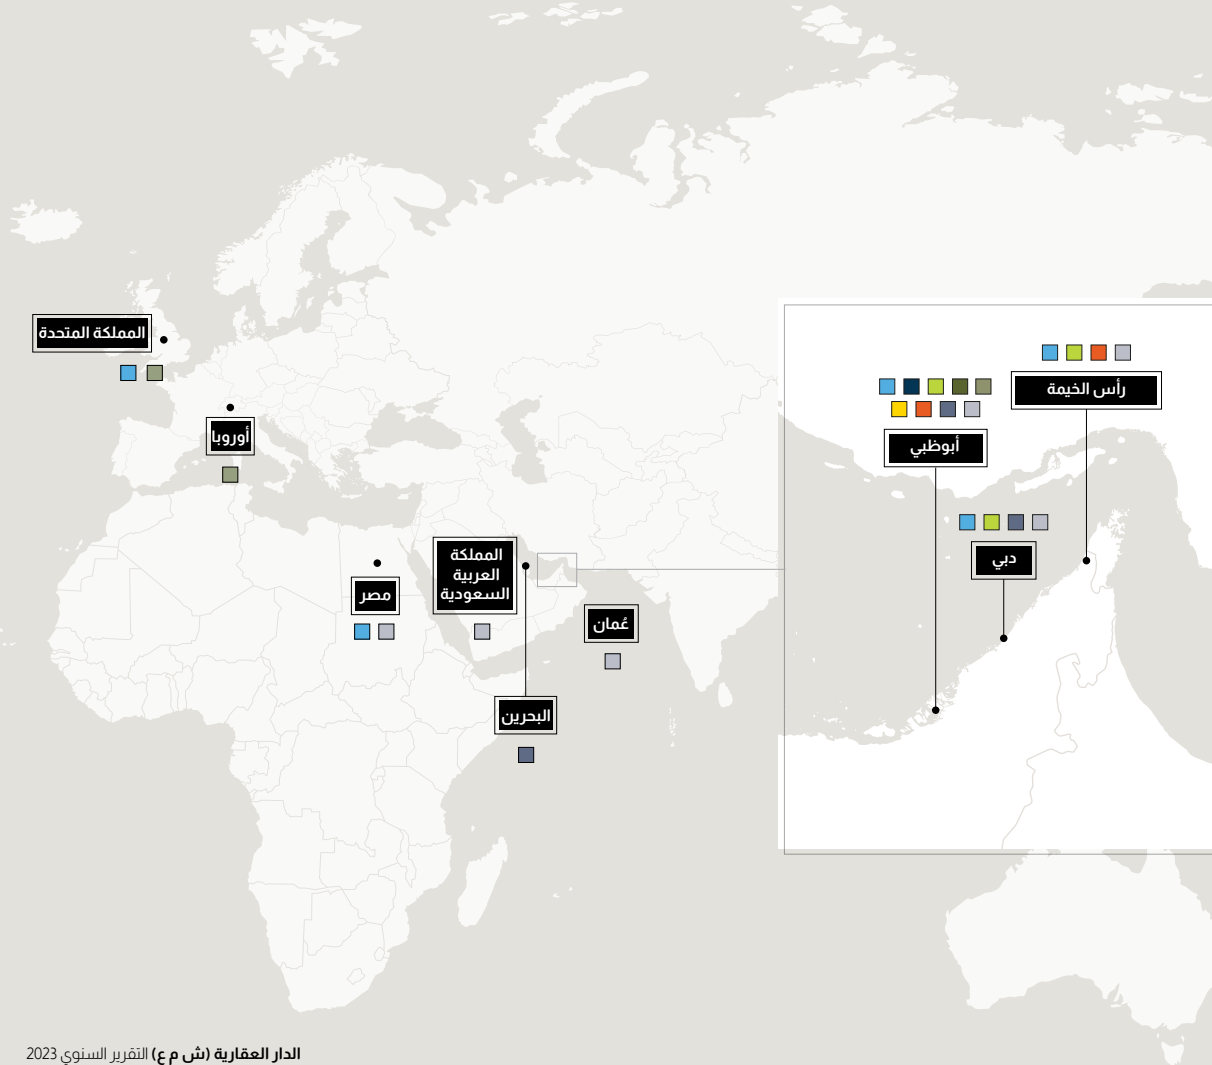 المملكة المتحدة
رأس الخيمة
أبوظبي
أوروبا
دبي
المملكة
العربية
السعودية
مصر
عُمان
البحرين
الدار العقارية (ش م ع) التقرير السنوي 2023